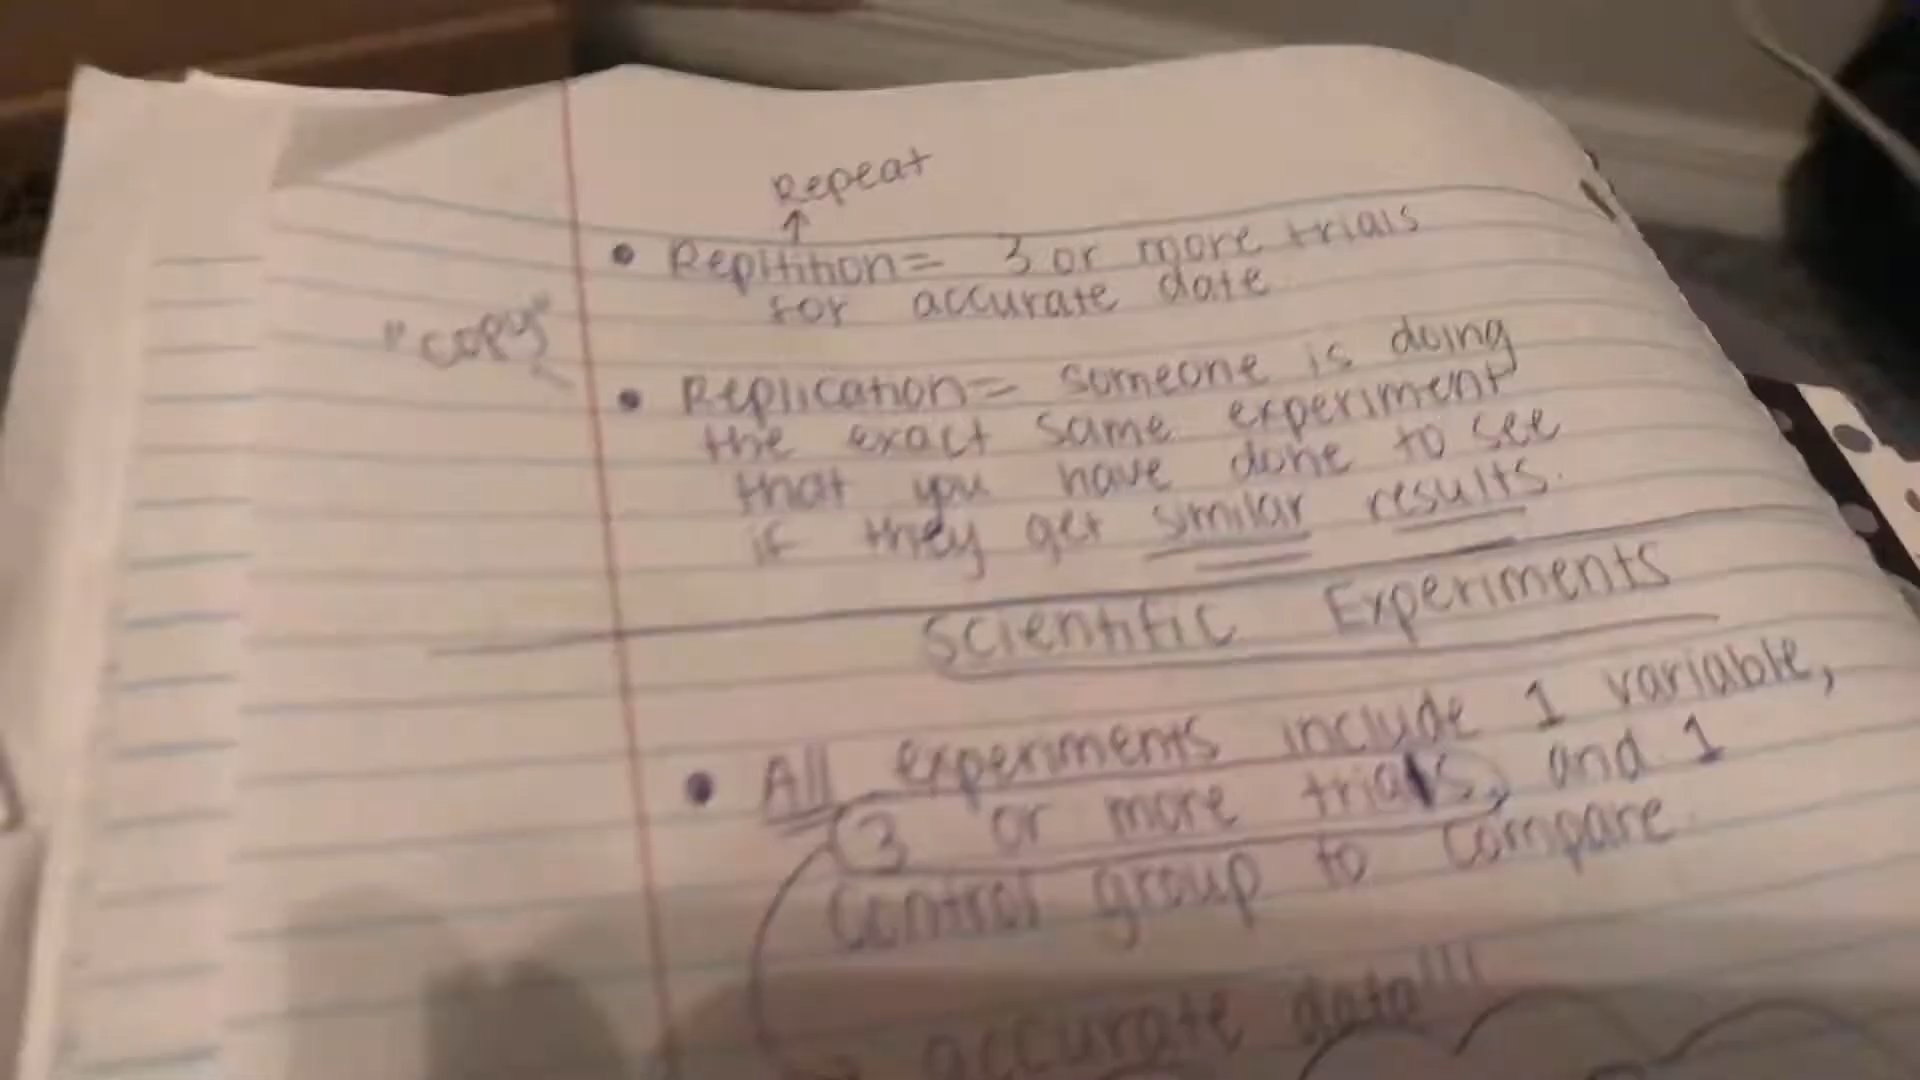 Repeat
• Repitition = 3 or more trials
for accurate date
"copy"
• Replication = someone is doing
the exact same experiment
that you have done to see
if they get similar results.
Scientific Experiments
• All experiments include 1 variable,
3 or more trials, and 1
control group to compare.
accurate data!!!